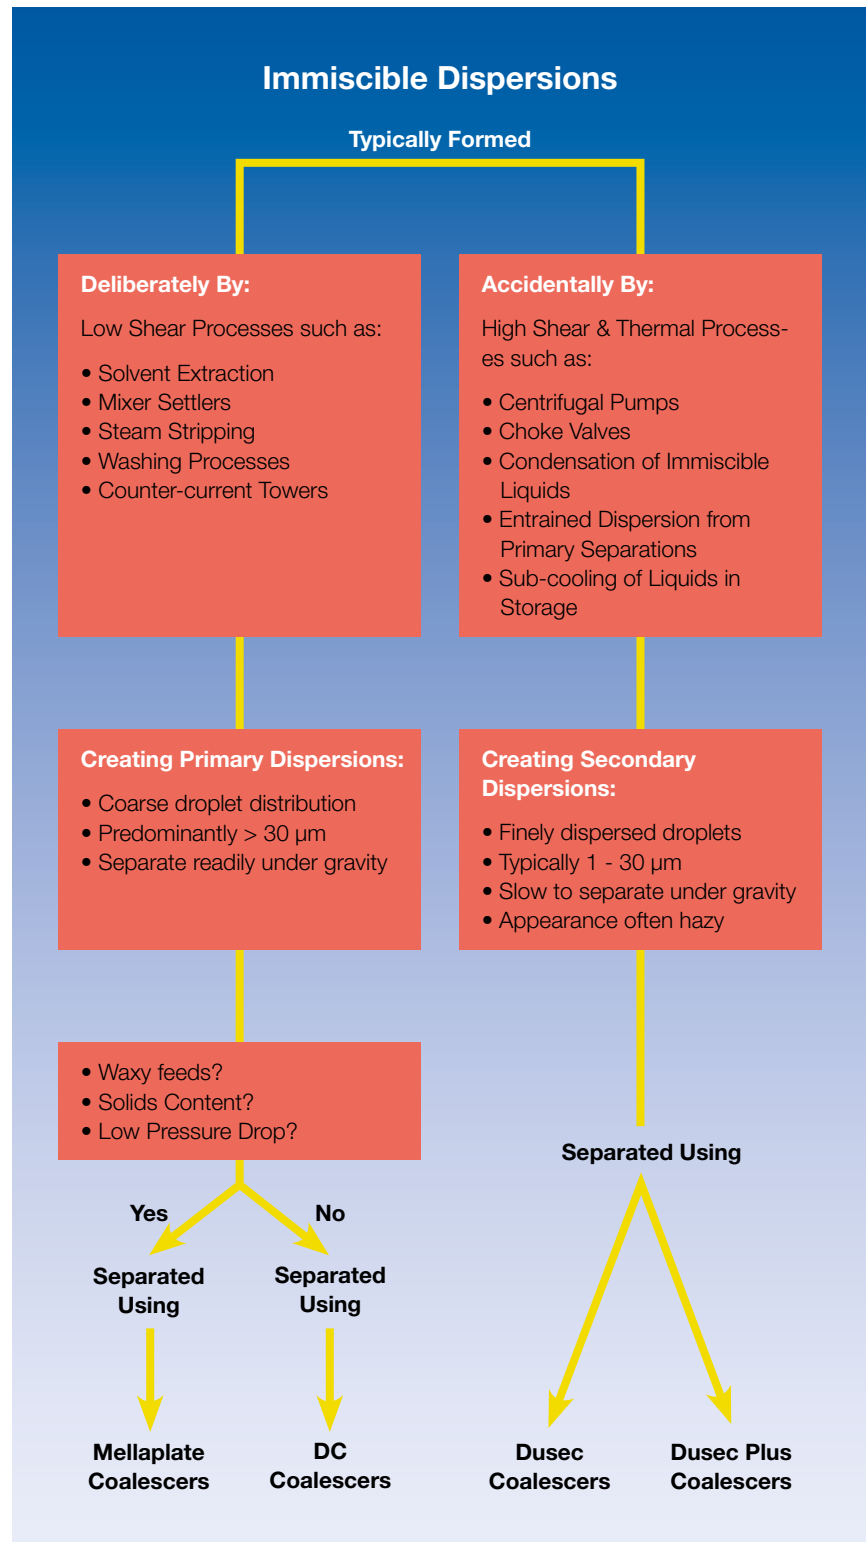 Immiscible Dispersions
Typically Formed
Deliberately By:
Low Shear Processes such as:
• Solvent Extraction
• Mixer Settlers
• Steam Stripping
• Washing Processes
• Counter-current Towers
Accidentally By:
High Shear & Thermal Process-
es such as:
• Centrifugal Pumps
• Choke Valves
• Condensation of Immiscible
Liquids
• Entrained Dispersion from
Primary Separations
• Sub-cooling of Liquids in
Storage
Creating Primary Dispersions:
• Coarse droplet distribution
• Predominantly > 30 µm
• Separate readily under gravity
Creating Secondary
Dispersions:
• Finely dispersed droplets
• Typically 1 - 30 µm
• Slow to separate under gravity
• Appearance often hazy
• Waxy feeds?
• Solids Content?
• Low Pressure Drop?
Yes
No
Separated
Using
Separated
Using
Mellaplate
Coalescers
DC
Coalescers
Separated Using
Dusec
Coalescers
Dusec Plus
Coalescers